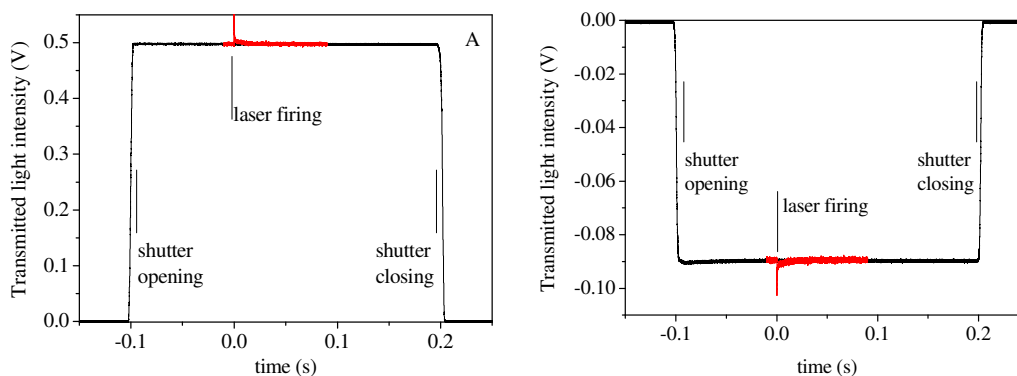 A
0.5
0.4
0.3
0.2
0.1
0.0
Transmitted light intensity (V)
laser firing
shutter
opening
shutter
closing
-0.1
0.0
0.1
0.2
time (s)
0.00
-0.02
-0.04
-0.06
-0.08
-0.10
Transmitted light intensity (V)
shutter
opening
shutter
closing
laser firing
-0.1
0.0
0.1
0.2
time (s)